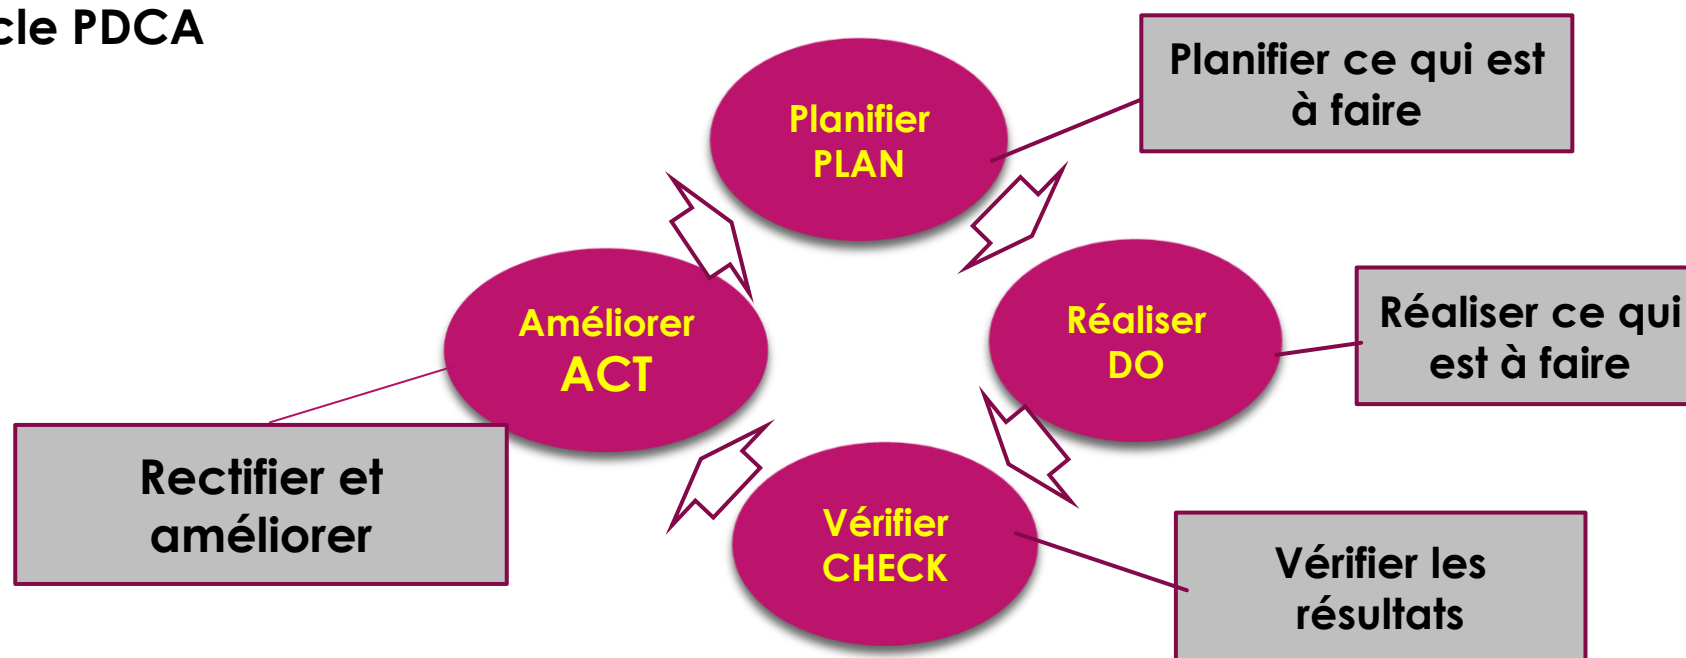 cle PDCA
Planifier ce qui est
à faire
Planifier
PLAN
Améliorer
ACT
Réaliser
DO
Réaliser ce qui
est à faire
Rectifier et
améliorer
Vérifier
CHECK
Vérifier les
résultats